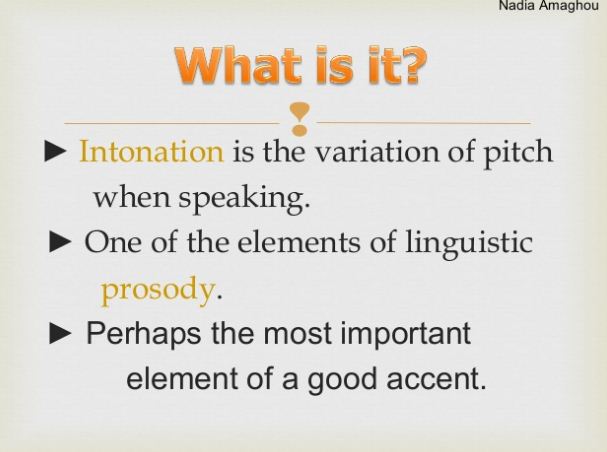 Nadia Amaghou
What is it?
► Intonation is the variation of pitch
when speaking.
► One of the elements of linguistic
prosody.
► Perhaps the most important
element of a good accent.